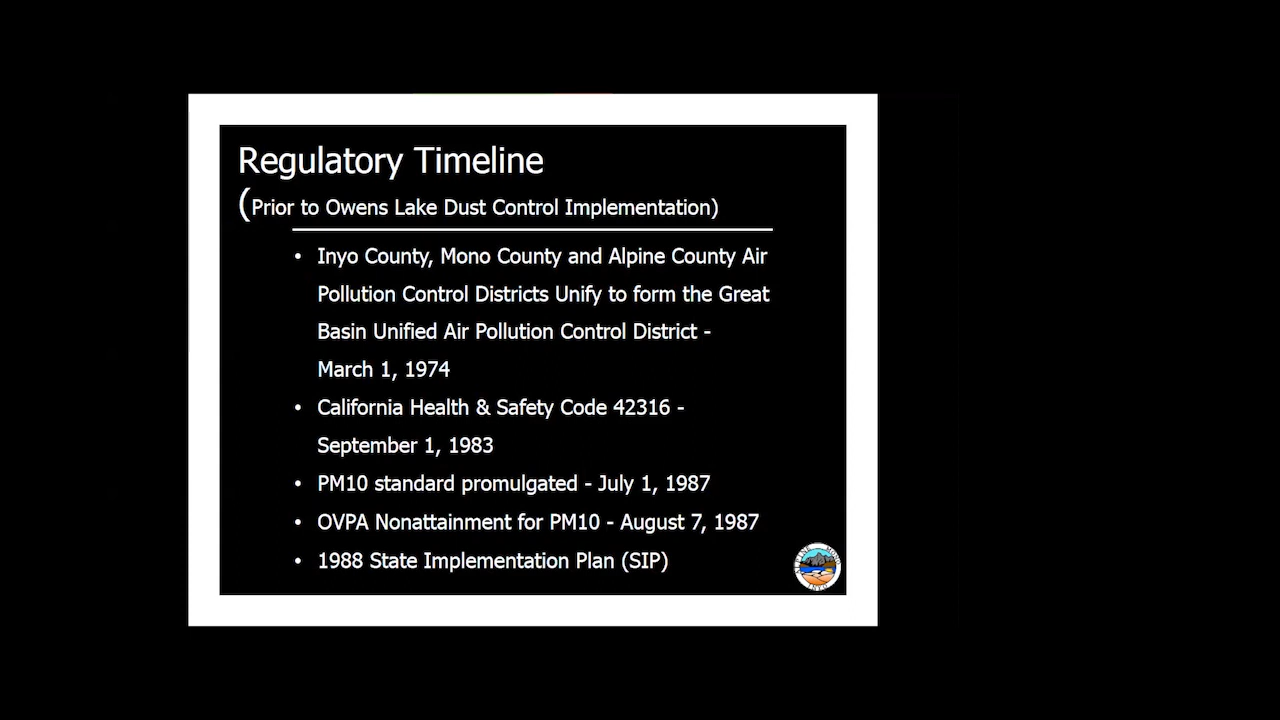 Regulatory Timeline
(Prior to Owens Lake Dust Control Implementation)
• Inyo County, Mono County and Alpine County Air
Pollution Control Districts Unify to form the Great
Basin Unified Air Pollution Control District -
March 1, 1974
• California Health & Safety Code 42316 -
September 1, 1983
• PM10 standard promulgated - July 1, 1987
• OVPA Nonattainment for PM10 - August 7, 1987
• 1988 State Implementation Plan (SIP)
ALPINE MONO
INYO